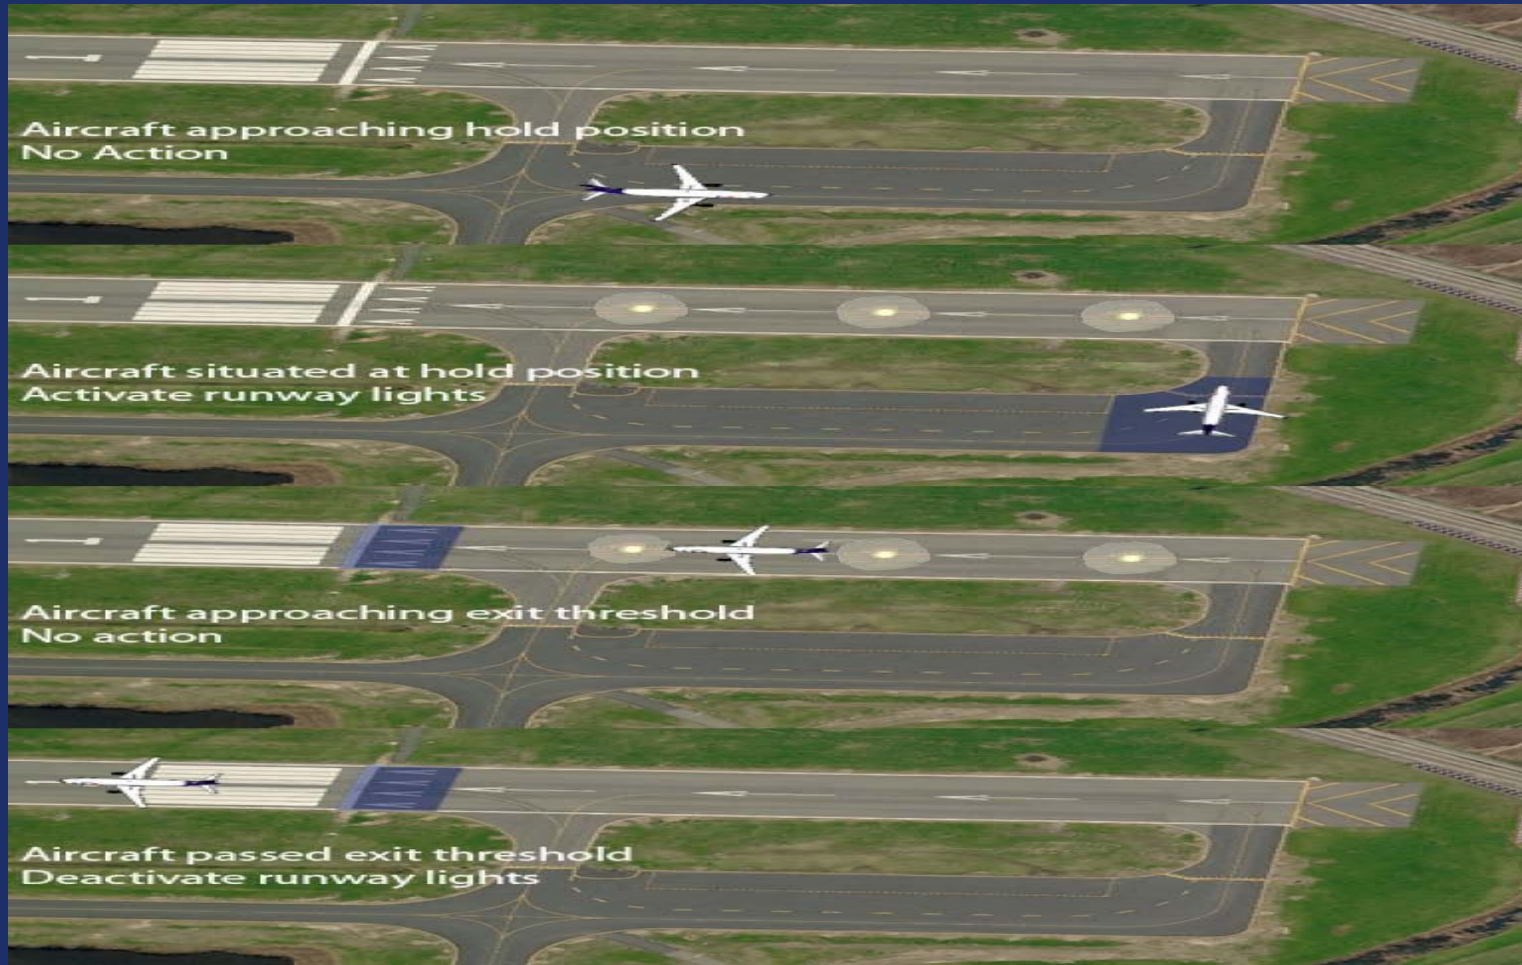 Aircraft approaching hold position
No Action
Aircraft situated at hold position
Activate runway lights
Aircraft approaching exit threshold
No action
Aircraft passed exit threshold
Deactivate runway lights